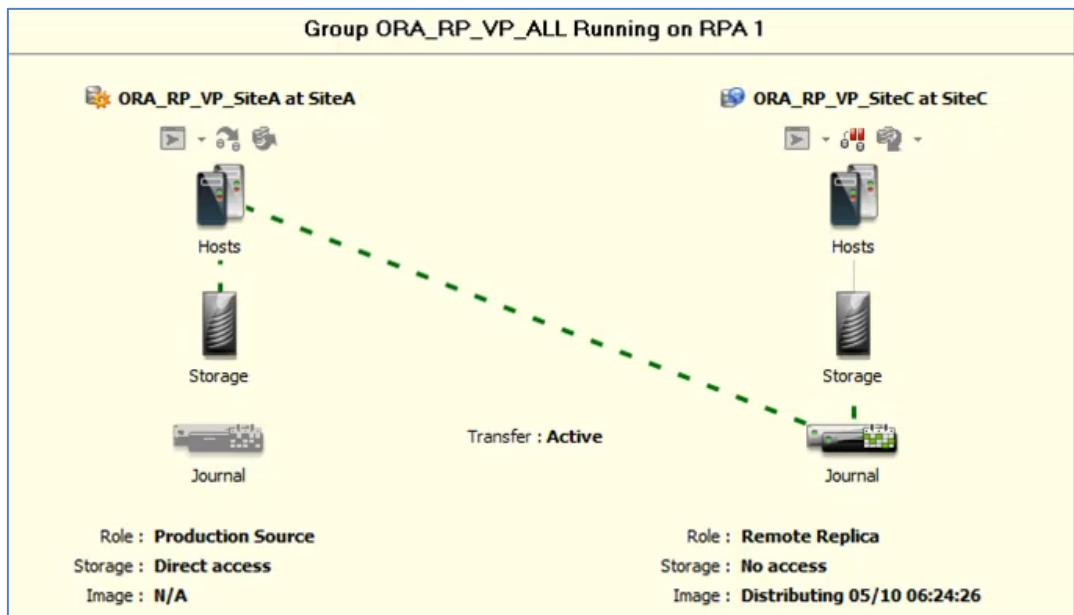 Group ORA_RP_VP_ALL Running on RPA 1
ORA_RP_VP_SiteA at SiteA
ORA_RP_VP_SiteC at SiteC
Hosts
Hosts
Storage
Storage
Transfer : Active
Journal
Journal
Role : Production Source
Storage : Direct access
Image : N/A
Role : Remote Replica
Storage : No access
Image : Distributing 05/10 06:24:26